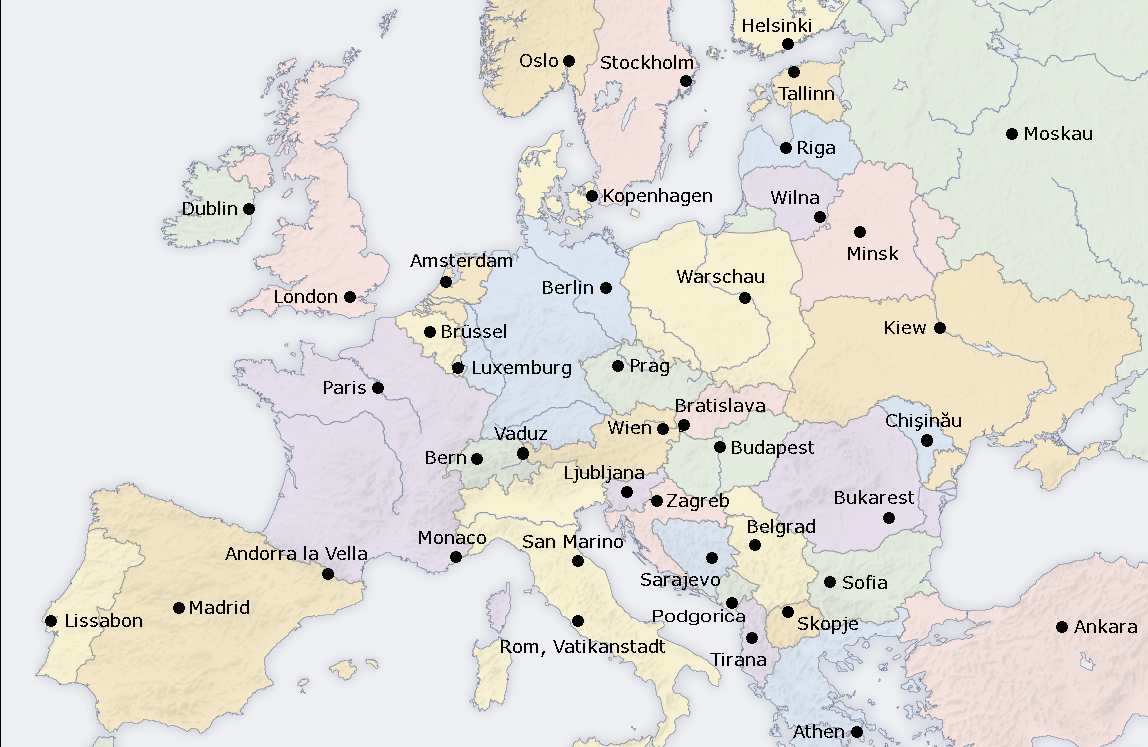 Helsinki
Oslo
Stockholm
Tallinn
Moskau
Riga
Kopenhagen
Wilna
Dublin
Minsk
Amsterdam
Warschau
Berlin
London
Kiew
Brüssel
Luxemburg
Prag
Paris
Bratislava
Chişinău
Wien
Vaduz
Budapest
Bern
Ljubljana
Bukarest
Zagreb
Belgrad
Monaco
San Marino
Andorra la Vella
Sarajevo
Sofia
Madrid
Podgorica
Lissabon
Skopje
Ankara
Rom, Vatikanstadt
Tirana
Athen